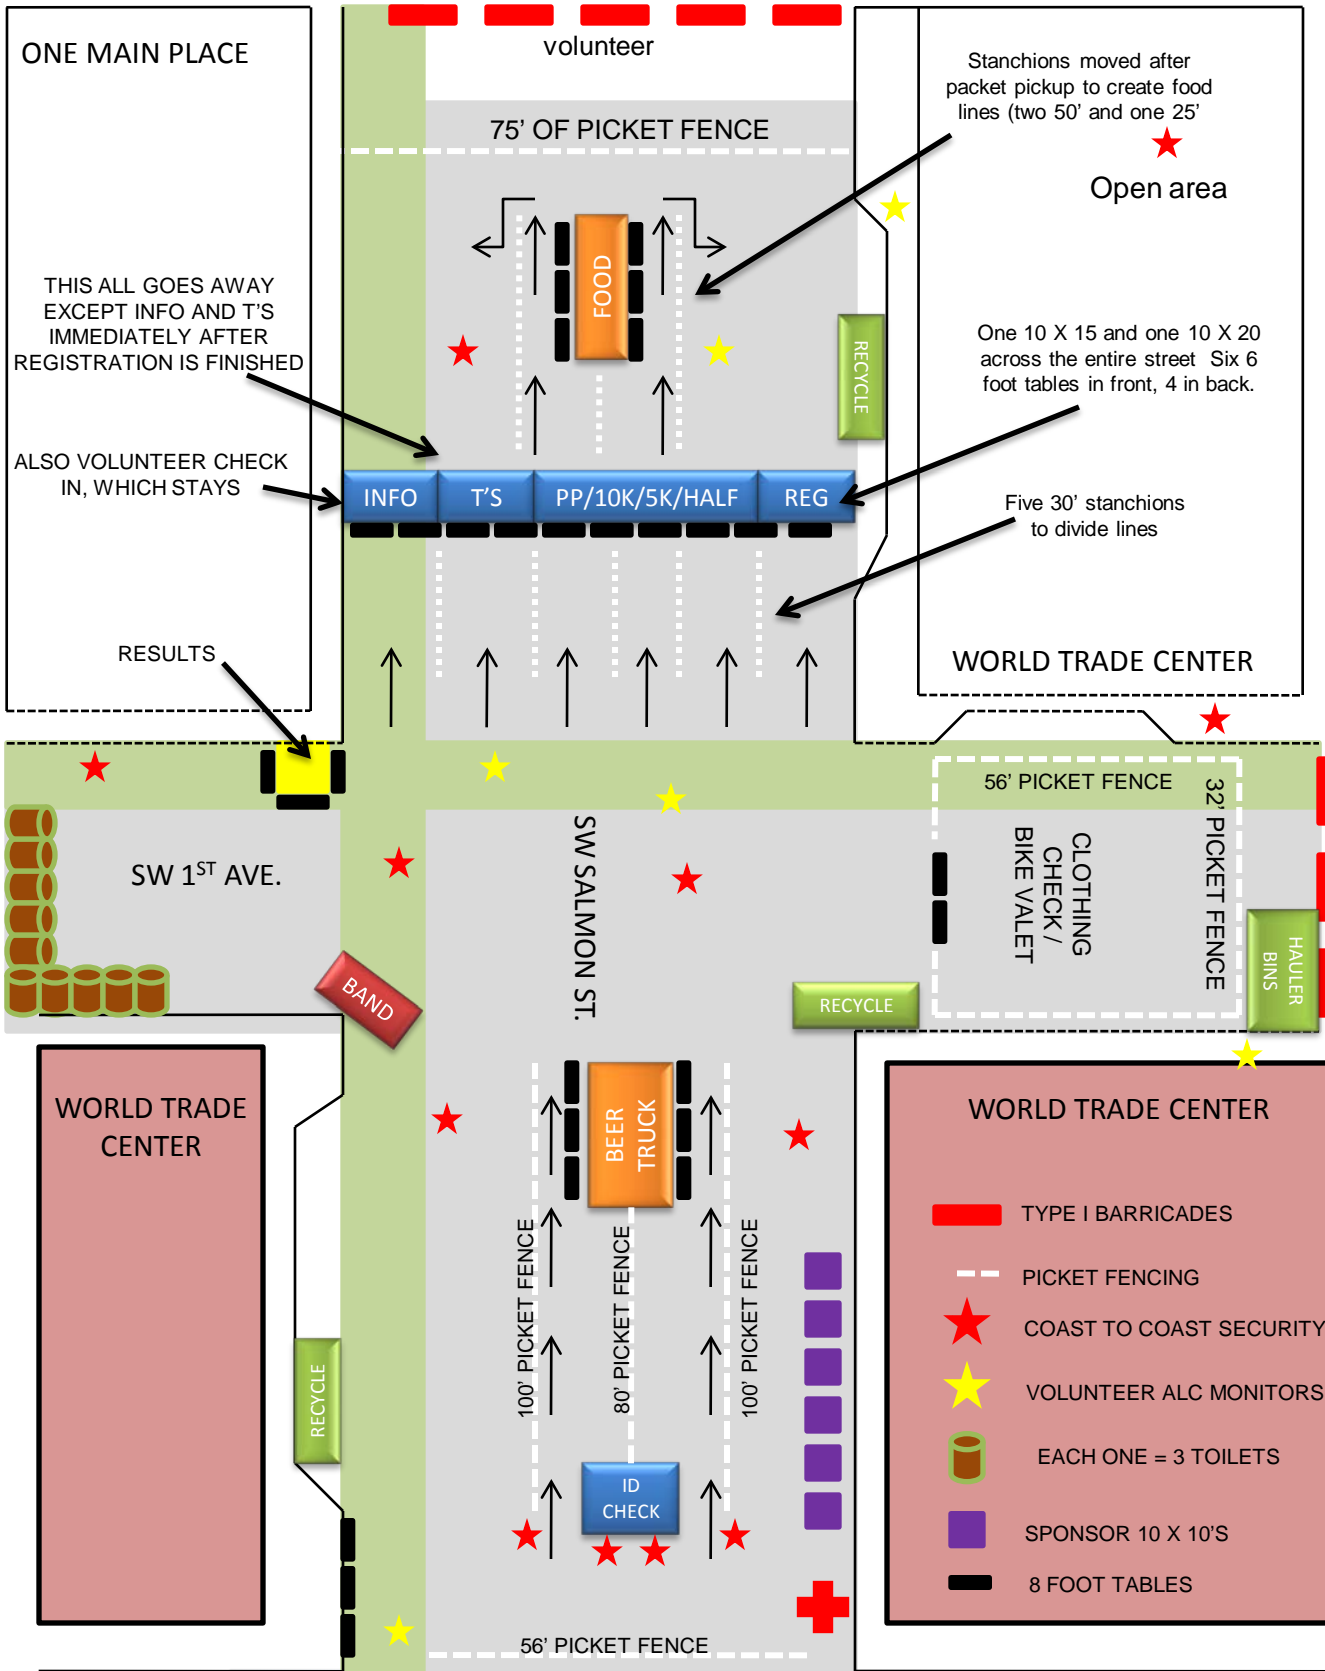 ONE MAIN PLACE
volunteer
Stanchions moved after
packet pickup to create food
lines (two 50' and one 25'
75' OF PICKET FENCE
Open area
THIS ALL GOES AWAY
EXCEPT INFO AND T'S
IMMEDIATELY AFTER
REGISTRATION IS FINISHED
FOOD
RECYCLE
One 10 X 15 and one 10 X 20
across the entire street  Six 6
foot tables in front, 4 in back.
ALSO VOLUNTEER CHECK
IN, WHICH STAYS
INFO
T'S
PP/10K/5K/HALF
REG
Five 30' stanchions
to divide lines
RESULTS
WORLD TRADE CENTER
56' PICKET FENCE
32' PICKET FENCE
CLOTHING
CHECK /
BIKE VALET
SW 1ST AVE.
SW SALMON ST.
HAULER
BINS
BAND
RECYCLE
WORLD TRADE
CENTER
BEER
TRUCK
WORLD TRADE CENTER
100' PICKET FENCE
80' PICKET FENCE
100' PICKET FENCE
RECYCLE
ID
CHECK
TYPE I BARRICADES
PICKET FENCING
COAST TO COAST SECURITY
VOLUNTEER ALC MONITORS
EACH ONE = 3 TOILETS
SPONSOR 10 X 10'S
8 FOOT TABLES
56' PICKET FENCE